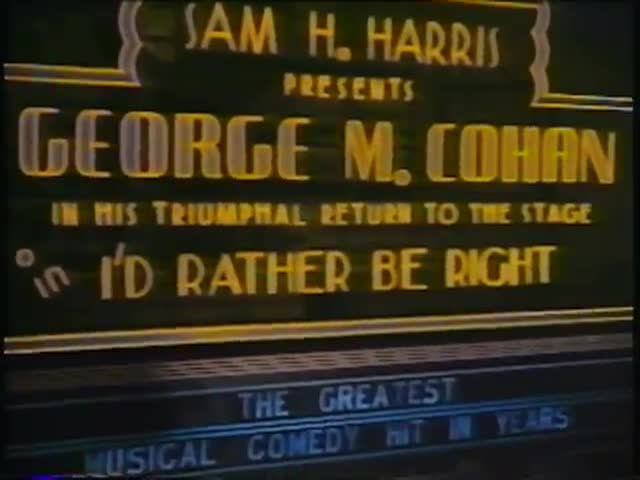 SAM H. HARRIS
PRESENTS
GEORGE M. COHAN
IN HIS TRIUMPHAL RETURN TO THE STAGE
in I'D RATHER BE RIGHT
THE GREATEST
MUSICAL COMEDY HIT IN YEARS